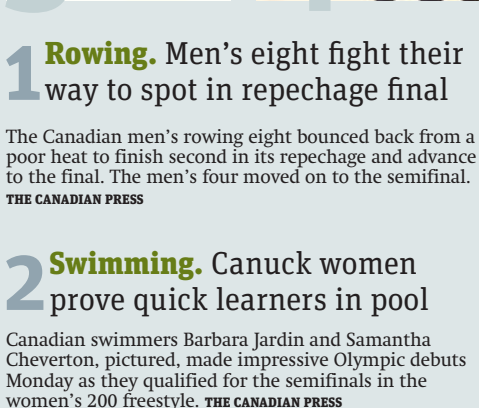 1 Rowing. Men's eight fight their
way to spot in repechage final
The Canadian men's rowing eight bounced back from a
poor heat to finish second in its repechage and advance
to the final. The men's four moved on to the semifinal.
THE CANADIAN PRESS
2 Swimming. Canuck women
prove quick learners in pool
Canadian swimmers Barbara Jardin and Samantha
Cheverton, pictured, made impressive Olympic debuts
Monday as they qualified for the semifinals in the
women's 200 freestyle. THE CANADIAN PRESS